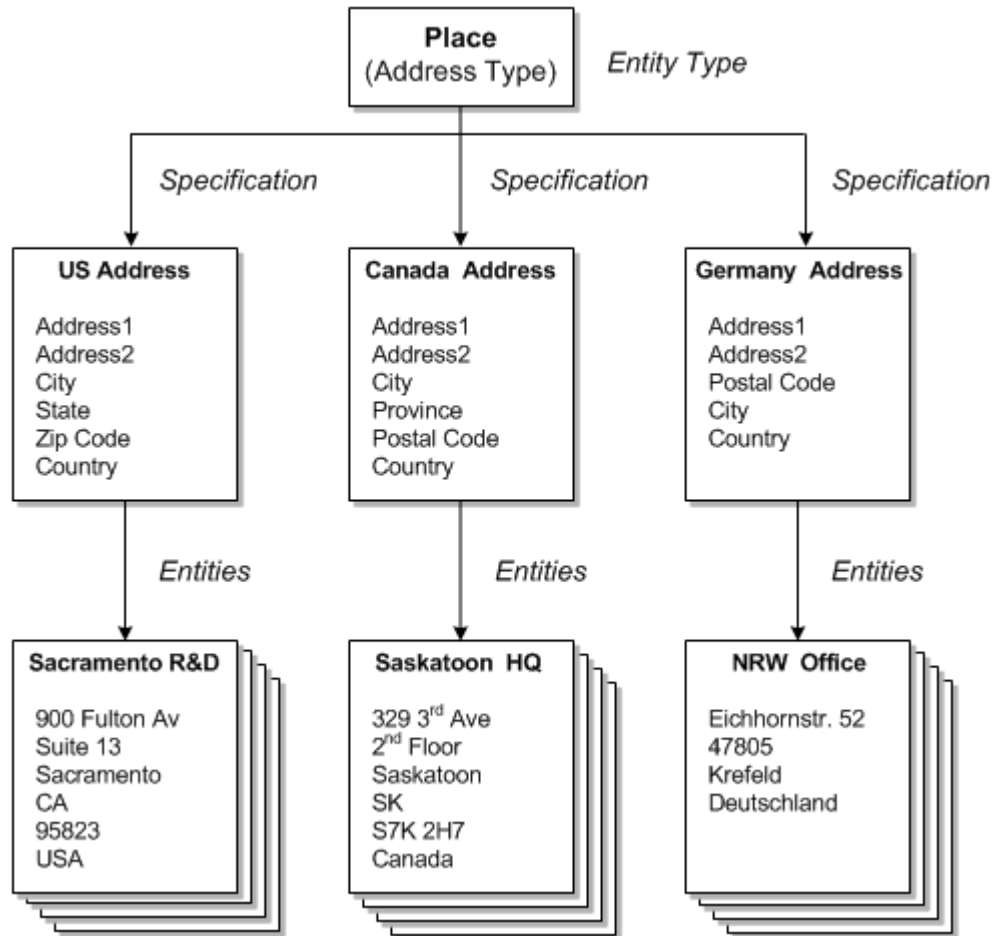 Place
(Address Type)
Entity Type
Specification
Specification
Specification
US Address
Address1
Address2
City
State
Zip Code
Country
Canada Address
Address1
Address2
City
Province
Postal Code
Country
Germany Address
Address1
Address2
Postal Code
City
Country
Entities
Entities
Entities
Sacramento R&D
900 Fulton Av
Suite 13
Sacramento
CA
95823
USA
Saskatoon HQ
329 3rd Ave
2nd Floor
Saskatoon
SK
S7K 2H7
Canada
NRW Office
Eichhornstr. 52
47805
Krefeld
Deutschland